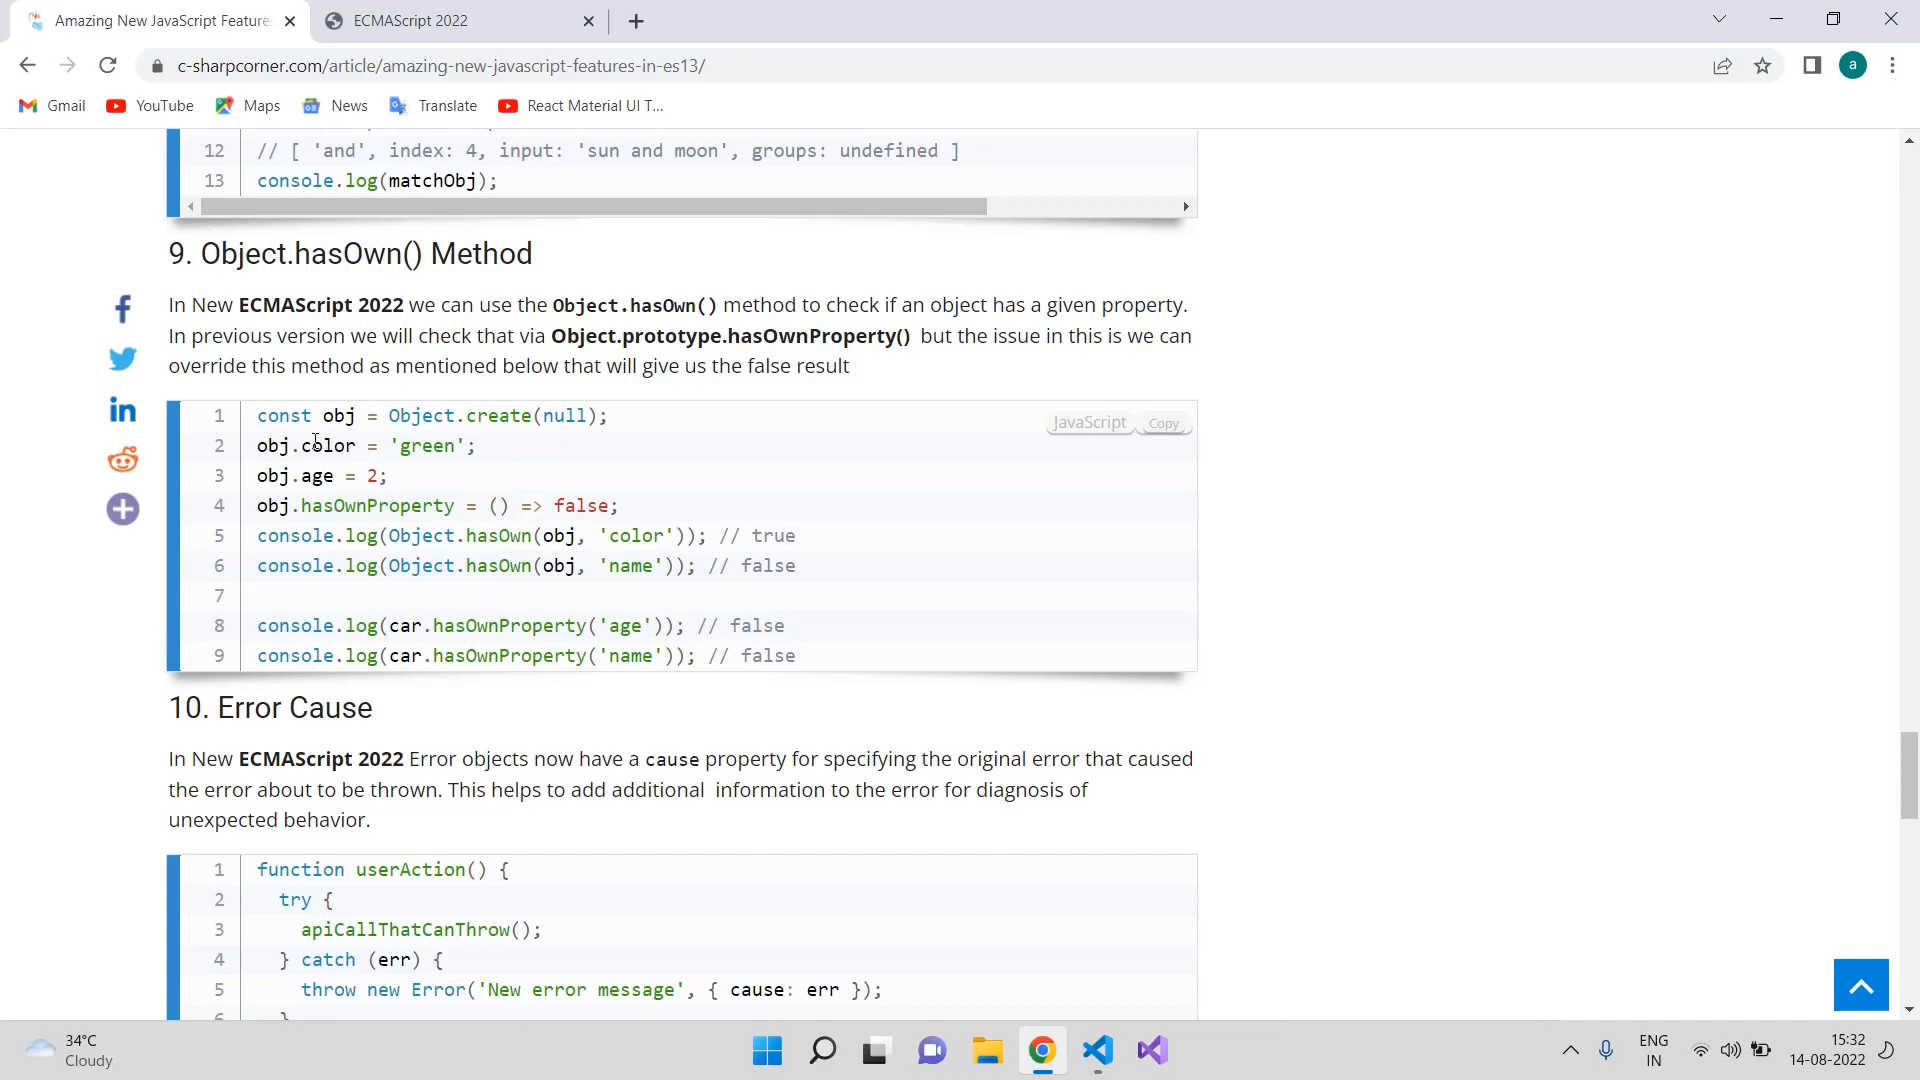 Amazing New JavaScript Feature
ECMAScript 2022
c-sharpcorner.com/article/amazing-new-javascript-features-in-es13/
a
Gmail
YouTube
Maps
News
Translate
React Material UI T...
12 // [ 'and', index: 4, input: 'sun and moon', groups: undefined ]
13 console.log(matchObj);
9. Object.hasOwn() Method
In New ECMAScript 2022 we can use the Object.hasOwn() method to check if an object has a given property.
In previous version we will check that via Object.prototype.hasOwnProperty() but the issue in this is we can
override this method as mentioned below that will give us the false result
JavaScript Copy
1 const obj = Object.create(null);
2 obj.color = 'green';
3 obj.age = 2;
4 obj.hasOwnProperty = () => false;
5 console.log(Object.hasOwn(obj, 'color')); // true
6 console.log(Object.hasOwn(obj, 'name')); // false
7
8 console.log(car.hasOwnProperty('age')); // false
9 console.log(car.hasOwnProperty('name')); // false
10. Error Cause
In New ECMAScript 2022 Error objects now have a cause property for specifying the original error that caused
the error about to be thrown. This helps to add additional information to the error for diagnosis of
unexpected behavior.
1 function userAction() {
2 try {
3 apiCallThatCanThrow();
4 } catch (err) {
5 throw new Error('New error message', { cause: err });
6 }
34°C
Cloudy
ENG
IN
15:32
14-08-2022